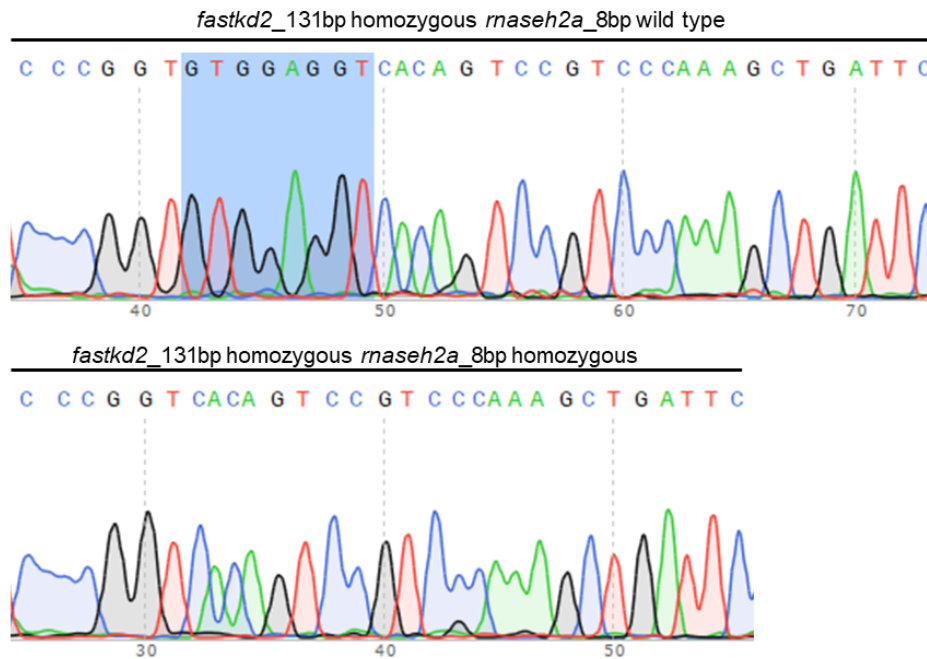 fastkd2_131bp homozygous rnaseh2a_8bp wild type
C C C G G T G T G G A G G T C A C A G T C C G T C C C A A A G C T G A T T C
40 50 60 70
fastkd2_131bp homozygous rnaseh2a_8bp homozygous
C C C G G T C A C A G T C C G T C C C A A A G C T G A T T C
30 40 50